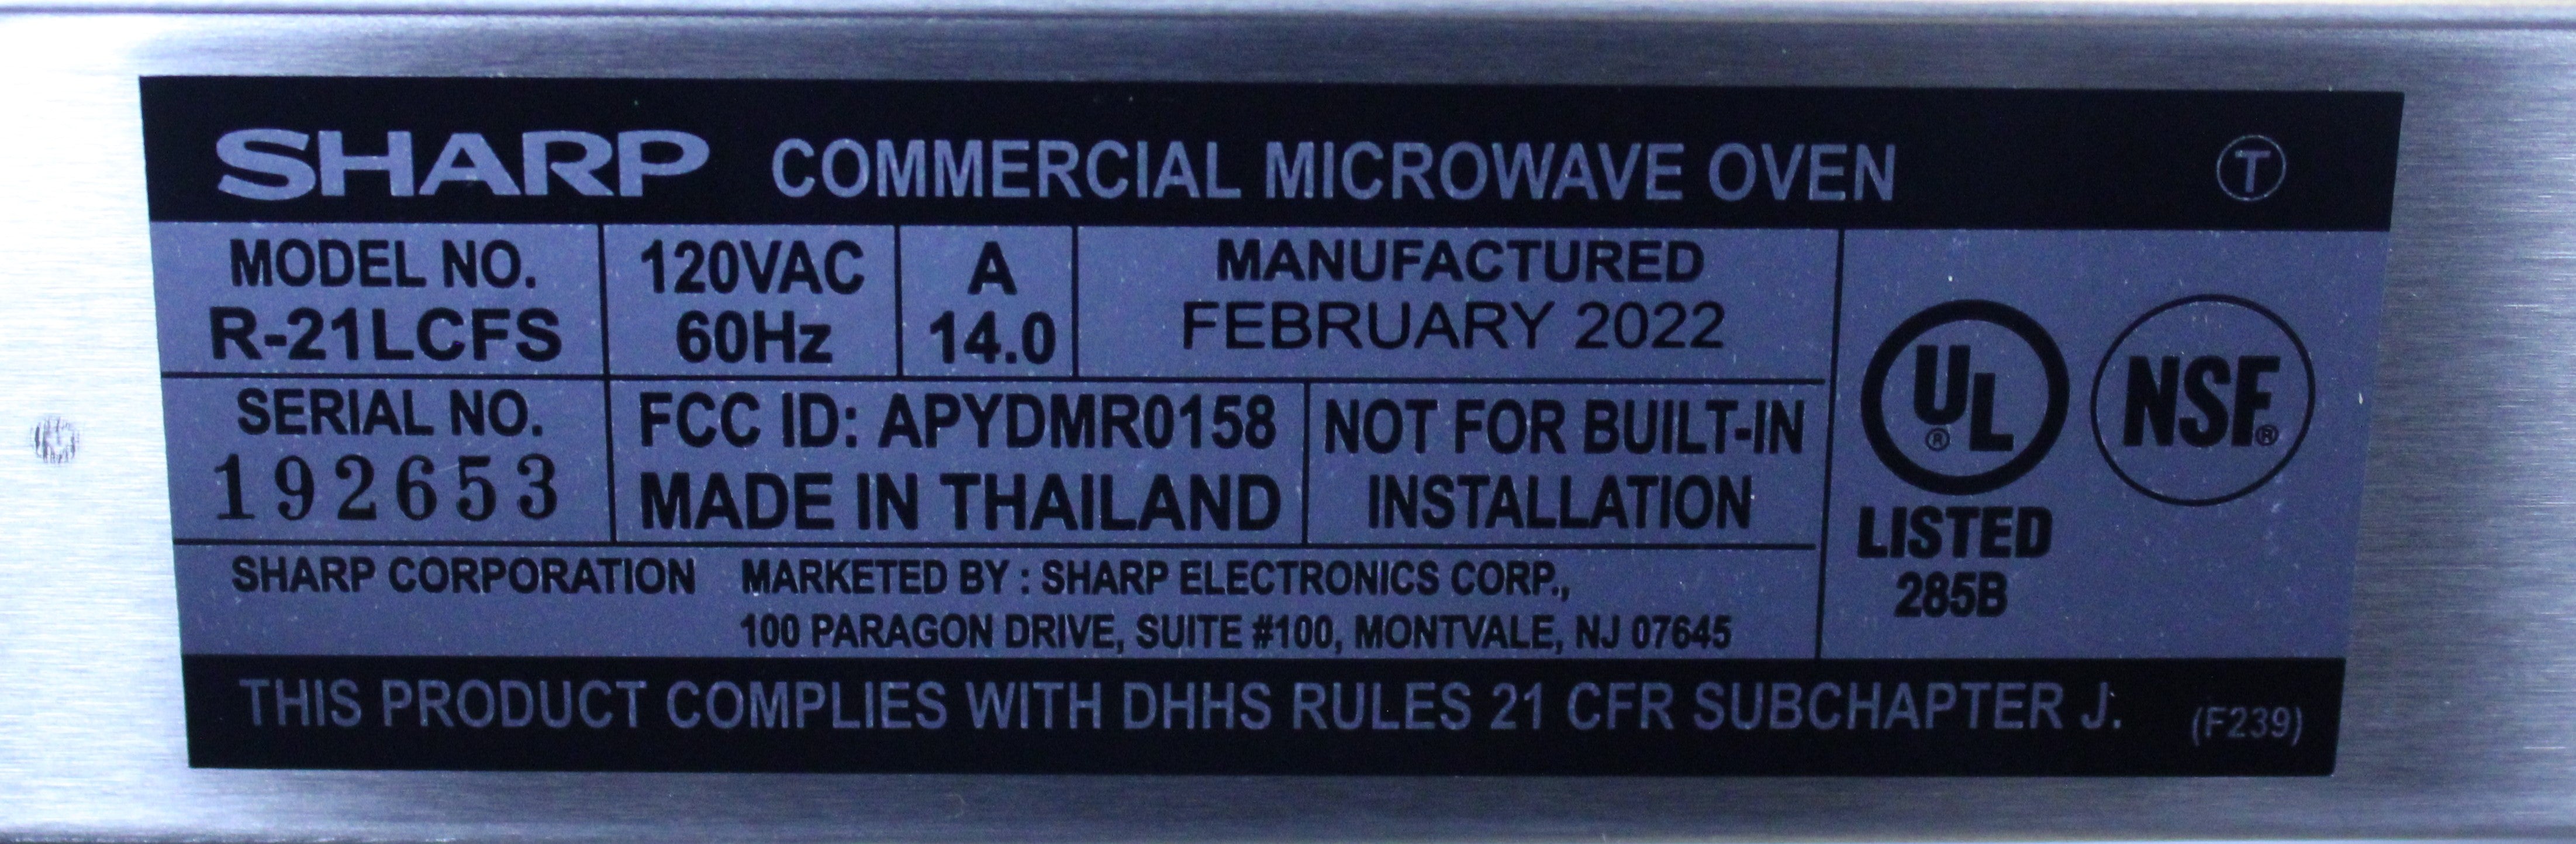 SHARP COMMERCIAL MICROWAVE OVEN T
MODEL NO.
R-21LCFS
120VAC
60Hz
A
14.0
MANUFACTURED
FEBRUARY 2022
SERIAL NO.
192653
FCC ID: APYDMR0158
MADE IN THAILAND
NOT FOR BUILT-IN
INSTALLATION
UL®
LISTED
285B
NSF®
SHARP CORPORATION MARKETED BY : SHARP ELECTRONICS CORP.,
100 PARAGON DRIVE, SUITE #100, MONTVALE, NJ 07645
THIS PRODUCT COMPLIES WITH DHHS RULES 21 CFR SUBCHAPTER J. (F239)